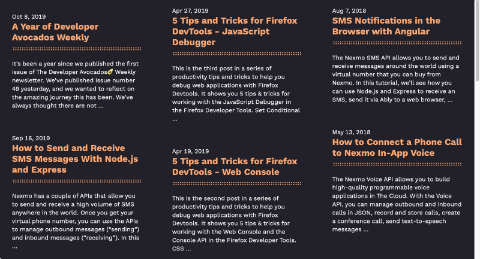 Oct 8, 2019
A Year of Developer
Avocados Weekly
It's been a year since we published the first
issue of The Developer Avocados🥑 Weekly
newsletter. We've published issue number
49 yesterday, and we wanted to reflect on
the amazing journey this has been. We've
always thought there are not ...
Sep 16, 2019
How to Send and Receive
SMS Messages With Node.js
and Express
Nexmo has a couple of APIs that allow you
to send and receive a high volume of SMS
anywhere in the world. Once you get your
virtual phone number, you can use the APIs
to manage outbound messages (“sending”)
and inbound messages (“receiving”). In this
...
Apr 27, 2019
5 Tips and Tricks for Firefox
DevTools - JavaScript
Debugger
This is the third post in a series of
productivity tips and tricks to help you
debug web applications with Firefox
Devtools. It shows you 5 tips & tricks for
working with the JavaScript Debugger in
the Firefox Developer Tools. Set Conditional
...
Apr 19, 2019
5 Tips and Tricks for Firefox
DevTools - Web Console
This is the second post in a series of
productivity tips and tricks to help you
debug web applications with Firefox
Devtools. It shows you 5 tips & tricks for
working with the Web Console and the
Console API in the Firefox Developer Tools.
CSS ...
Aug 7, 2018
SMS Notifications in the
Browser with Angular
The Nexmo SMS API allows you to send and
receive messages around the world using a
virtual number that you can buy from
Nexmo. In this tutorial, we'll see how you
can use Node.js and Express to receive an
SMS, send it via Ably to a web browser, ...
May 13, 2018
How to Connect a Phone Call
to Nexmo In-App Voice
The Nexmo Voice API allows you to build
high-quality programmable voice
applications in The Cloud. With the Voice
API, you can manage outbound and inbound
calls in JSON, record and store calls, create
a conference call, send text-to-speech
messages ...